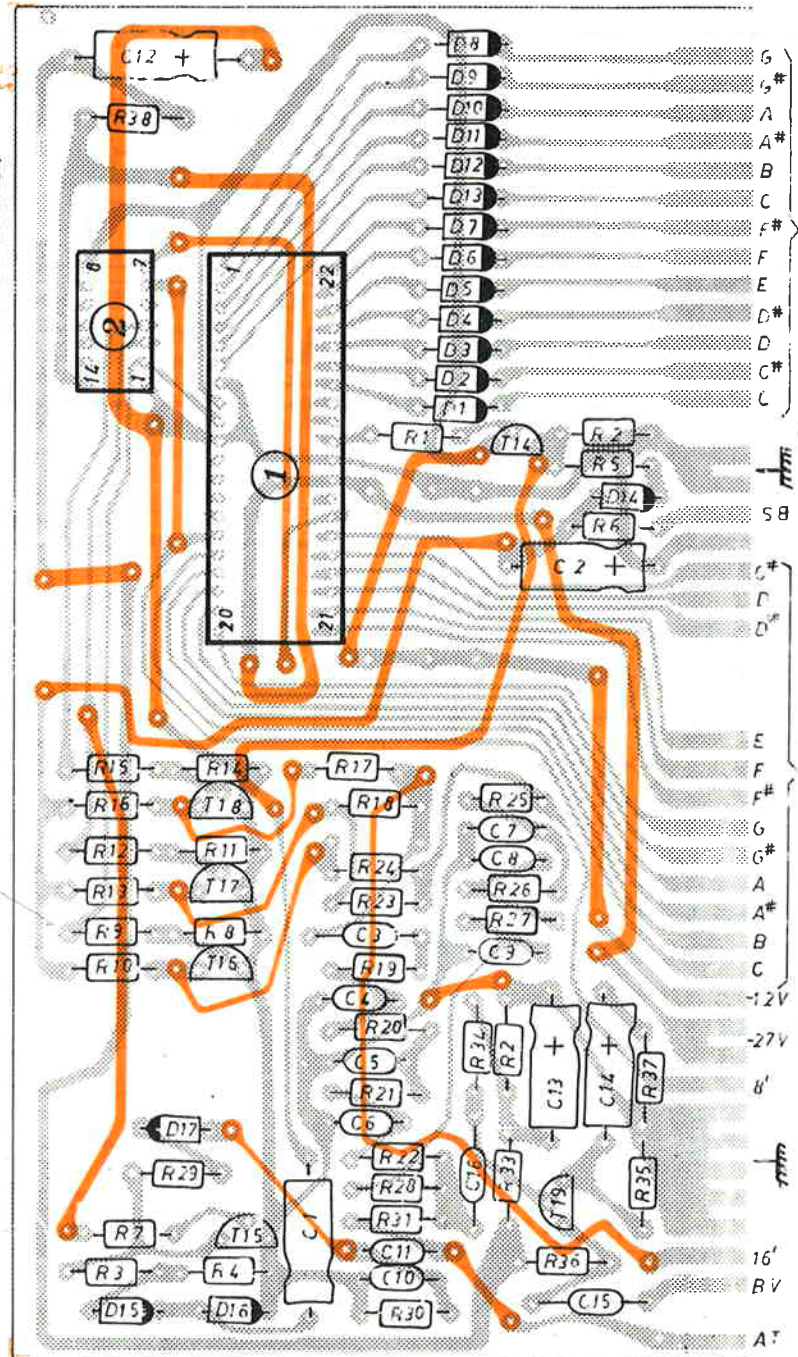 C12 +
R38
D8
D9
D10
D11
D12
D13
D7
D6
D5
D4
D3
D2
D1
G
G#
A
A#
B
C
F#
F
E
D#
D
C#
C
8 7
2
14 1
1 22
1
20 21
R1
T14
R2
R5
D14
R6
C2 +
SB
C#
D
D#
E
F
F#
G
G#
A
A#
B
C
-12V
-27V
8'
16'
BV
R15
R14
R17
R16
T18
R18
R25
C7
R12
R11
R24
C8
R13
T17
R23
R26
R9
R8
C3
R27
R10
T16
R19
C9
C4
R20
C5
R21
C6
R34
R2
C13 +
C14 +
R37
D17
R29
R22
R28
R31
C16
R33
T19
R35
R7
T15
C1
C11
R36
R3
R4
C10
C15
D15
D16
R30